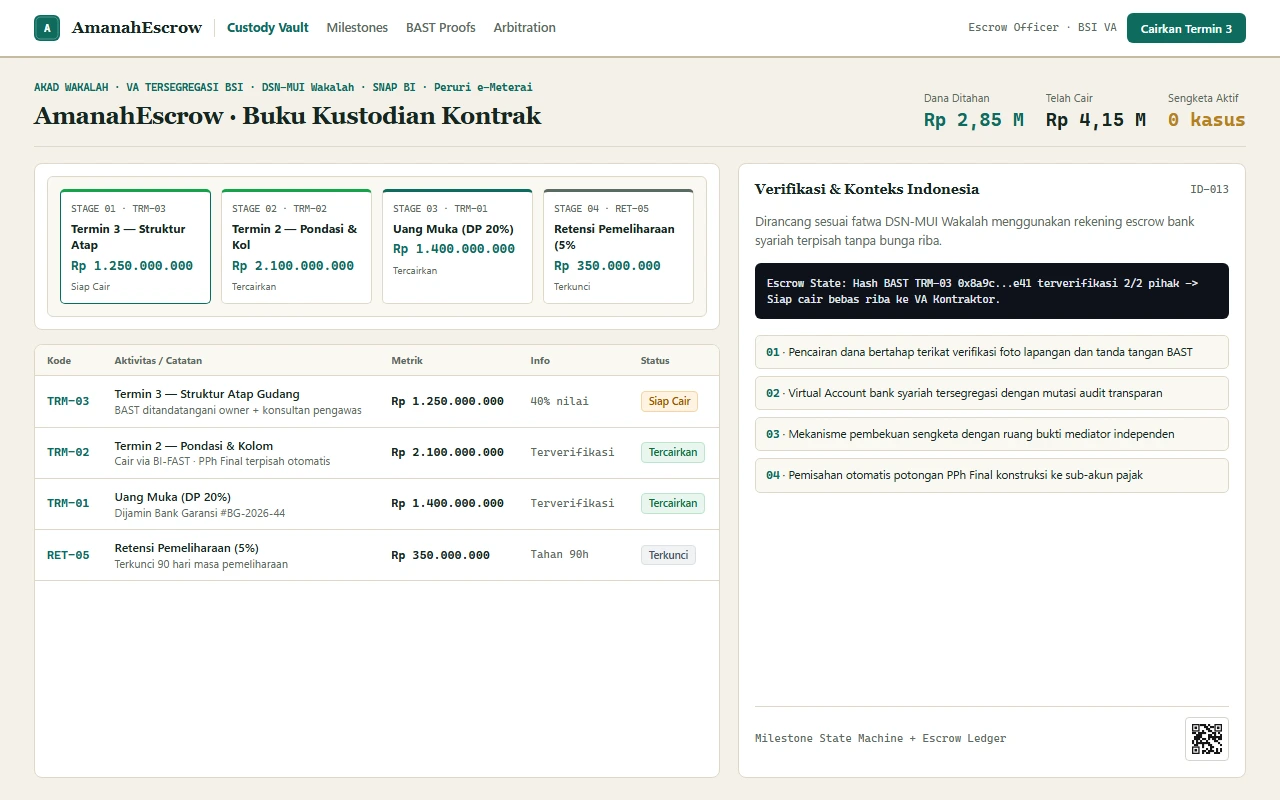 A AmanahEscrow Custody Vault Milestones BAST Proofs Arbitration Escrow Officer · BSI VA Cairkan Termin 3
AKAD WAKALAH · VA TERSEGREGASI BSI · DSN-MUI Wakalah · SNAP BI · Peruri e-Meterai
AmanahEscrow · Buku Kustodian Kontrak
Dana Ditahan
Rp 2,85 M
Telah Cair
Rp 4,15 M
Sengketa Aktif
0 kasus
STAGE 01 · TRM-03
Termin 3 — Struktur
Atap
Rp 1.250.000.000
Siap Cair
STAGE 02 · TRM-02
Termin 2 — Pondasi &
Kol
Rp 2.100.000.000
Tercairkan
STAGE 03 · TRM-01
Uang Muka (DP 20%)
Rp 1.400.000.000
Tercairkan
STAGE 04 · RET-05
Retensi Pemeliharaan
(5%
Rp 350.000.000
Terkunci
Kode Aktivitas / Catatan Metrik Info Status
TRM-03 Termin 3 — Struktur Atap Gudang Rp 1.250.000.000 40% nilai Siap Cair
BAST ditandatangani owner + konsultan pengawas
TRM-02 Termin 2 — Pondasi & Kolom Rp 2.100.000.000 Terverifikasi Tercairkan
Cair via BI-FAST · PPh Final terpisah otomatis
TRM-01 Uang Muka (DP 20%) Rp 1.400.000.000 Terverifikasi Tercairkan
Dijamin Bank Garansi #BG-2026-44
RET-05 Retensi Pemeliharaan (5%) Rp 350.000.000 Tahan 90h Terkunci
Terkunci 90 hari masa pemeliharaan
Verifikasi & Konteks Indonesia ID-013
Dirancang sesuai fatwa DSN-MUI Wakalah menggunakan rekening escrow bank
syariah terpisah tanpa bunga riba.
Escrow State: Hash BAST TRM-03 0x8a9c...e41 terverifikasi 2/2 pihak ->
Siap cair bebas riba ke VA Kontraktor.
01 · Pencairan dana bertahap terikat verifikasi foto lapangan dan tanda tangan BAST
02 · Virtual Account bank syariah tersegregasi dengan mutasi audit transparan
03 · Mekanisme pembekuan sengketa dengan ruang bukti mediator independen
04 · Pemisahan otomatis potongan PPh Final konstruksi ke sub-akun pajak
Milestone State Machine + Escrow Ledger